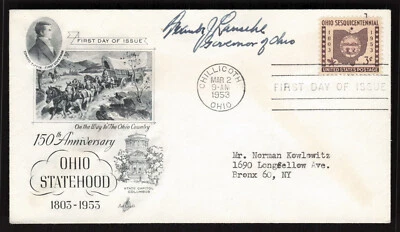 FIRST DAY OF ISSUE
Frank J. Lausche
Governor of Ohio
OHIO SESQUICENTENNIAL
1803
1953
3¢
UNITED STATES POSTAGE
CHILLICOTHE
MAR 2
9-AM
1953
OHIO
FIRST DAY OF ISSUE
On the Way to The Ohio Country
150th Anniversary
OHIO
STATEHOOD
1803-1953
STATE CAPITOL
COLUMBUS
Mr. Norman Kowlowitz
1690 Longfellow Ave.
Bronx 60, NY